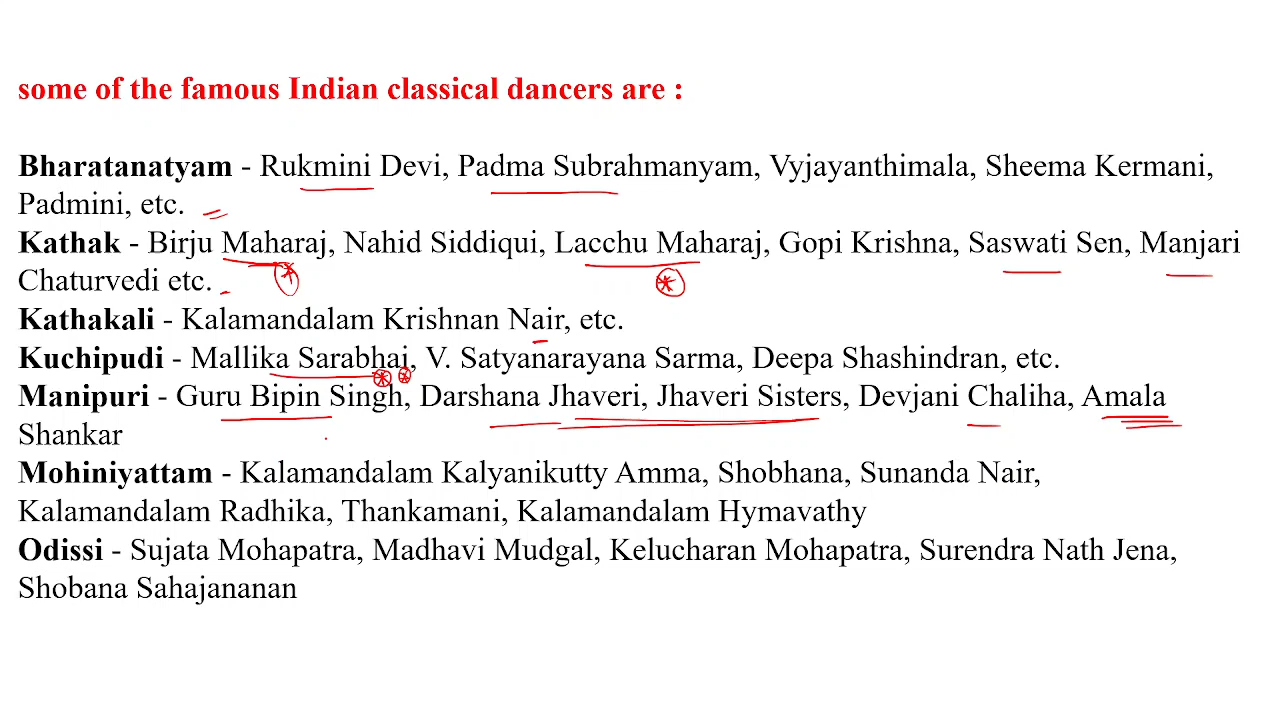 some of the famous Indian classical dancers are :
Bharatanatyam - Rukmini Devi, Padma Subrahmanyam, Vyjayanthimala, Sheema Kermani,
Padmini, etc.
Kathak - Birju Maharaj, Nahid Siddiqui, Lacchu Maharaj, Gopi Krishna, Saswati Sen, Manjari
Chaturvedi etc.
Kathakali - Kalamandalam Krishnan Nair, etc.
Kuchipudi - Mallika Sarabhai, V. Satyanarayana Sarma, Deepa Shashindran, etc.
Manipuri - Guru Bipin Singh, Darshana Jhaveri, Jhaveri Sisters, Devjani Chaliha, Amala
Shankar
Mohiniyattam - Kalamandalam Kalyanikutty Amma, Shobhana, Sunanda Nair,
Kalamandalam Radhika, Thankamani, Kalamandalam Hymavathy
Odissi - Sujata Mohapatra, Madhavi Mudgal, Kelucharan Mohapatra, Surendra Nath Jena,
Shobana Sahajananan